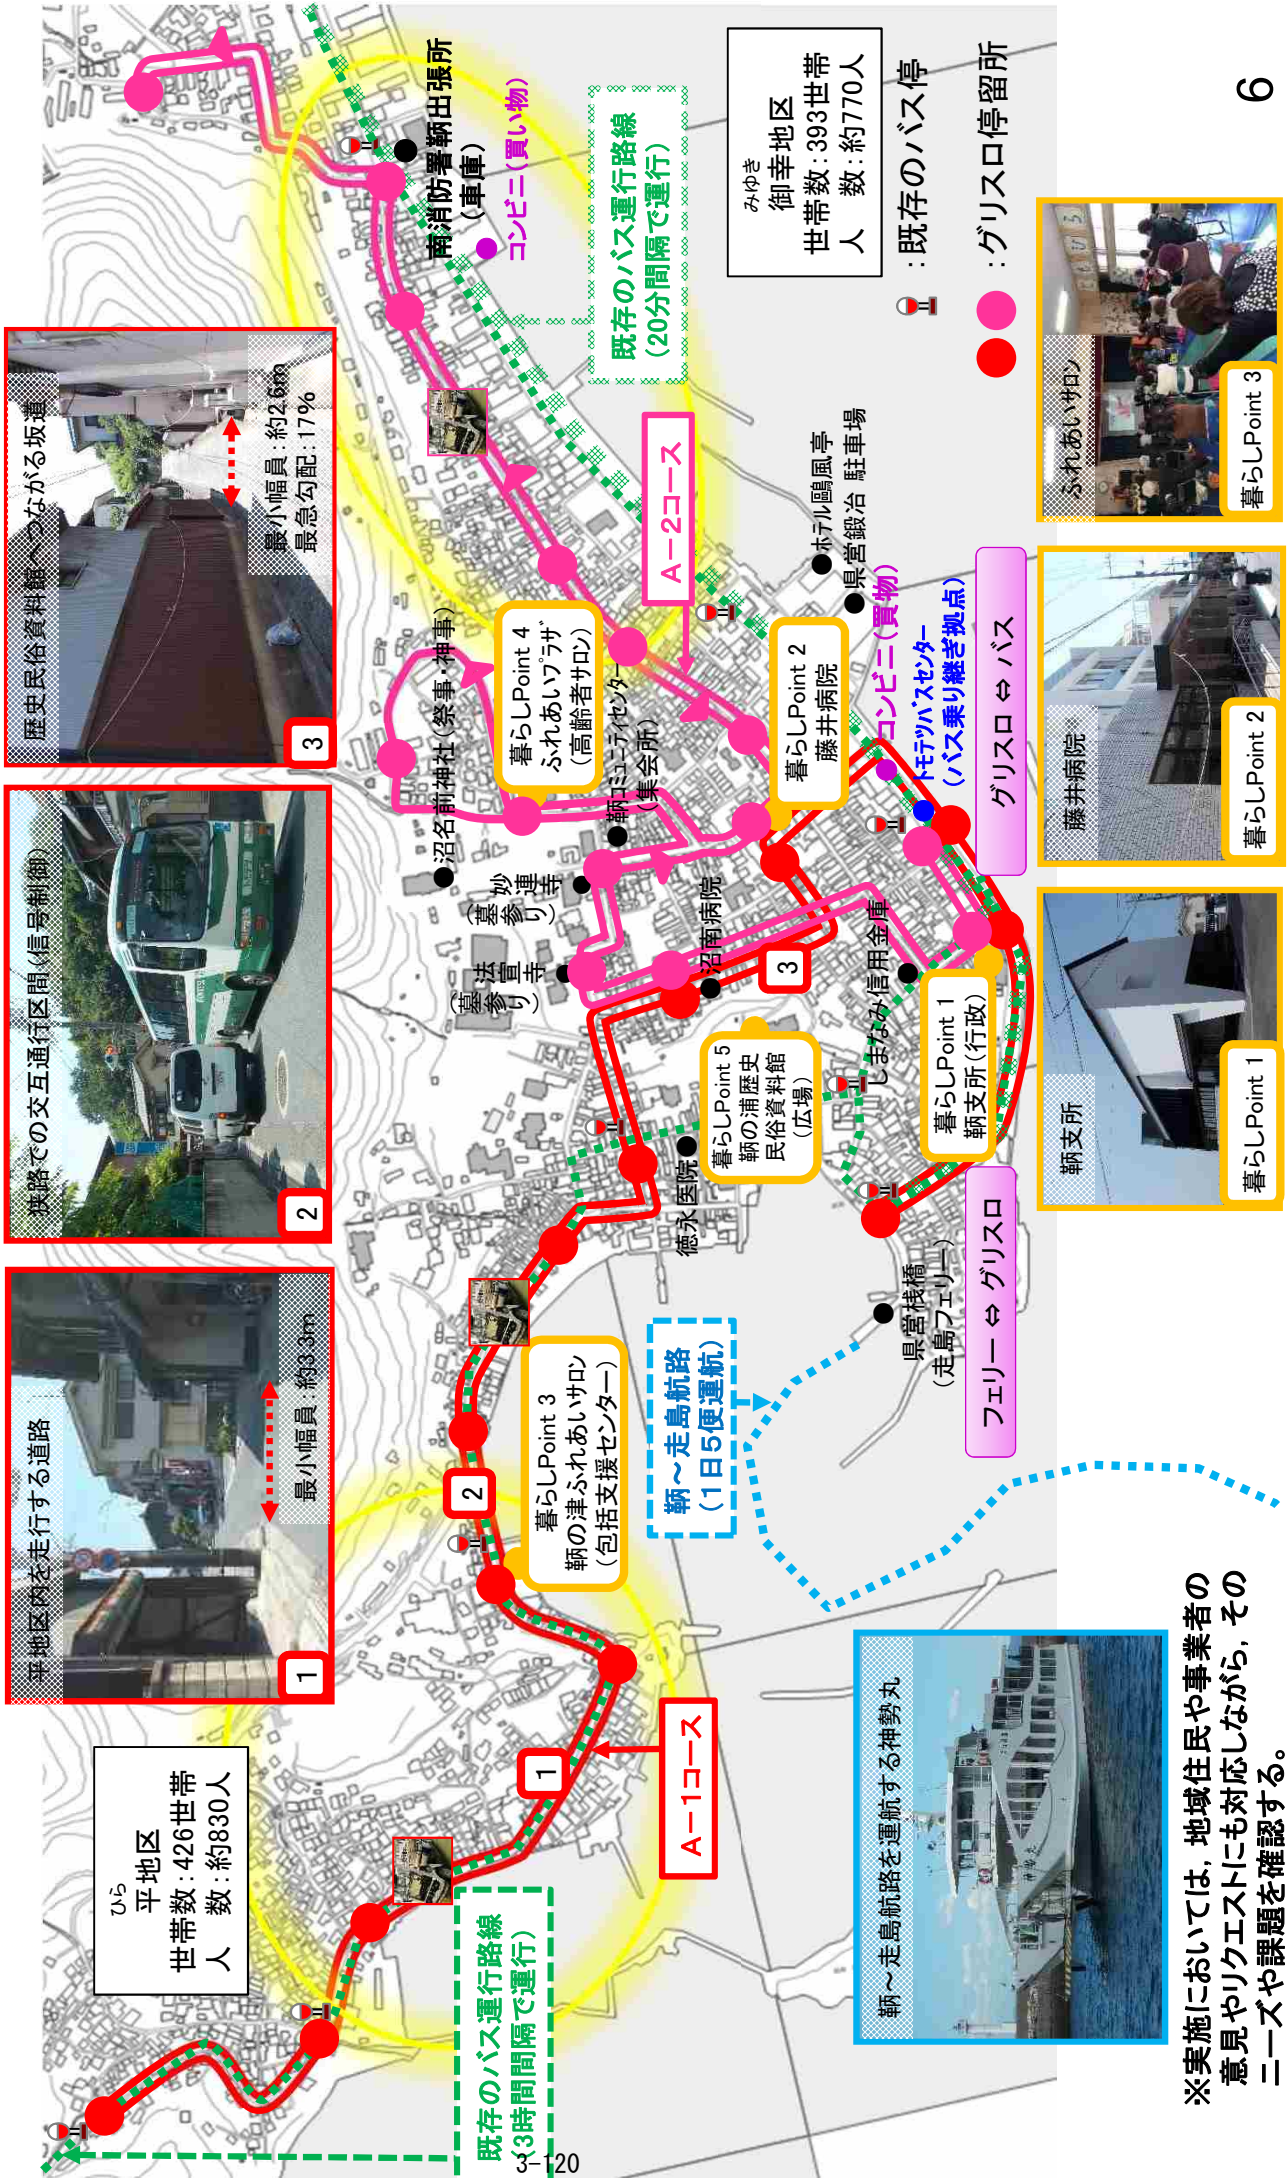 平地区内を走行する道路
最小幅員：約3.3m
1
狭路での交互通行区間(信号制御)
2
歴史民俗資料館へつながる坂道
最小幅員：約2.6m
最急勾配：17%
3
ひら
平地区
世帯数：426世帯
人　数：約830人
既存のバス運行路線
(3時間間隔で運行)
A－1コース
1
2
暮らしPoint 3
鞆の津ふれあいサロン
(包括支援センター)
鞆～走島航路
(1日5便運航)
徳永医院
暮らしPoint 5
鞆の浦歴史
民俗資料館
(広場)
法宣寺
(墓参り)
妙蓮寺
(墓参り)
沼南病院
3
沼名前神社(祭事・神事)
暮らしPoint 4
ふれあいプラザ
(高齢者サロン)
鞆コミュニティセンター
(集会所)
しまなみ信用金庫
暮らしPoint 1
鞆支所(行政)
県営桟橋
(走島フェリー)
フェリー ⇔ グリスロ
暮らしPoint 2
藤井病院
A－2コース
コンビニ(買物)
トモテツバスセンター
(バス乗り継ぎ拠点)
グリスロ ⇔ バス
ホテル鷗風亭
県営鍛冶 駐車場
南消防署鞆出張所
(車庫)
コンビニ(買い物)
既存のバス運行路線
(20分間隔で運行)
みゆき
御幸地区
世帯数：393世帯
人　数：約770人
：既存のバス停
：グリスロ停留所
鞆～走島航路を運航する神勢丸
鞆支所
暮らしPoint 1
藤井病院
暮らしPoint 2
ふれあいサロン
暮らしPoint 3
※実施においては，地域住民や事業者の
意見やリクエストにも対応しながら，その
ニーズや課題を確認する。
6
3-120